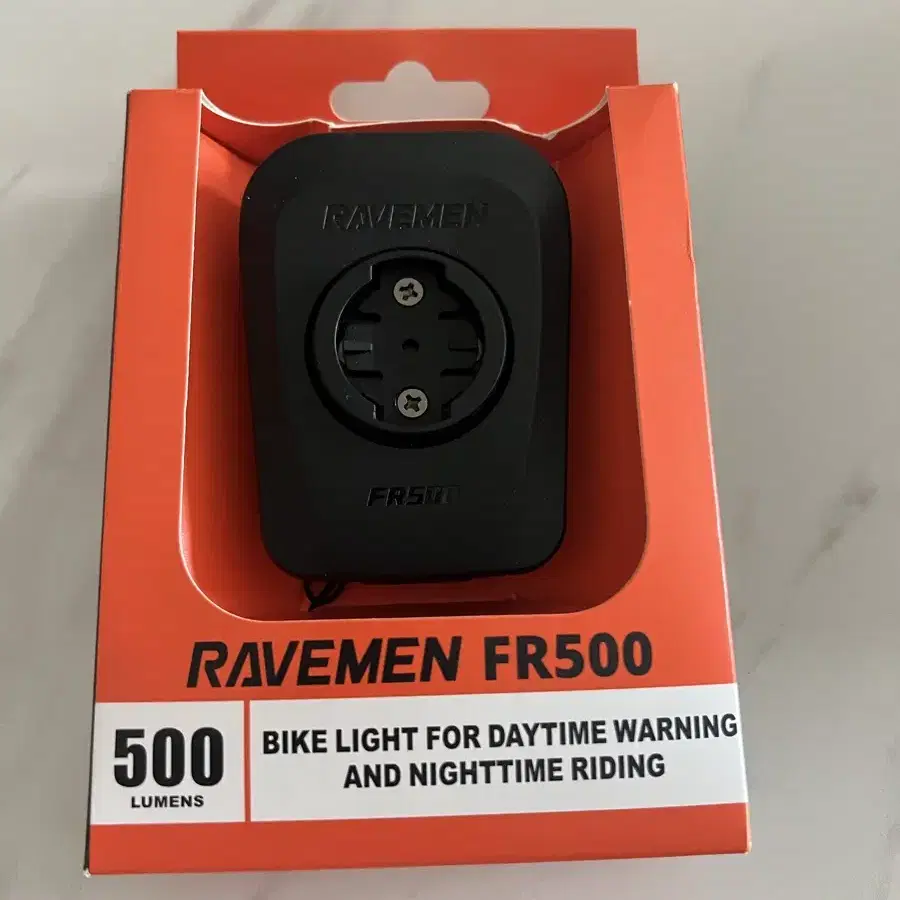 RAVEMEN
FR500
RAVEMEN FR500
500
LUMENS
BIKE LIGHT FOR DAYTIME WARNING
AND NIGHTTIME RIDING